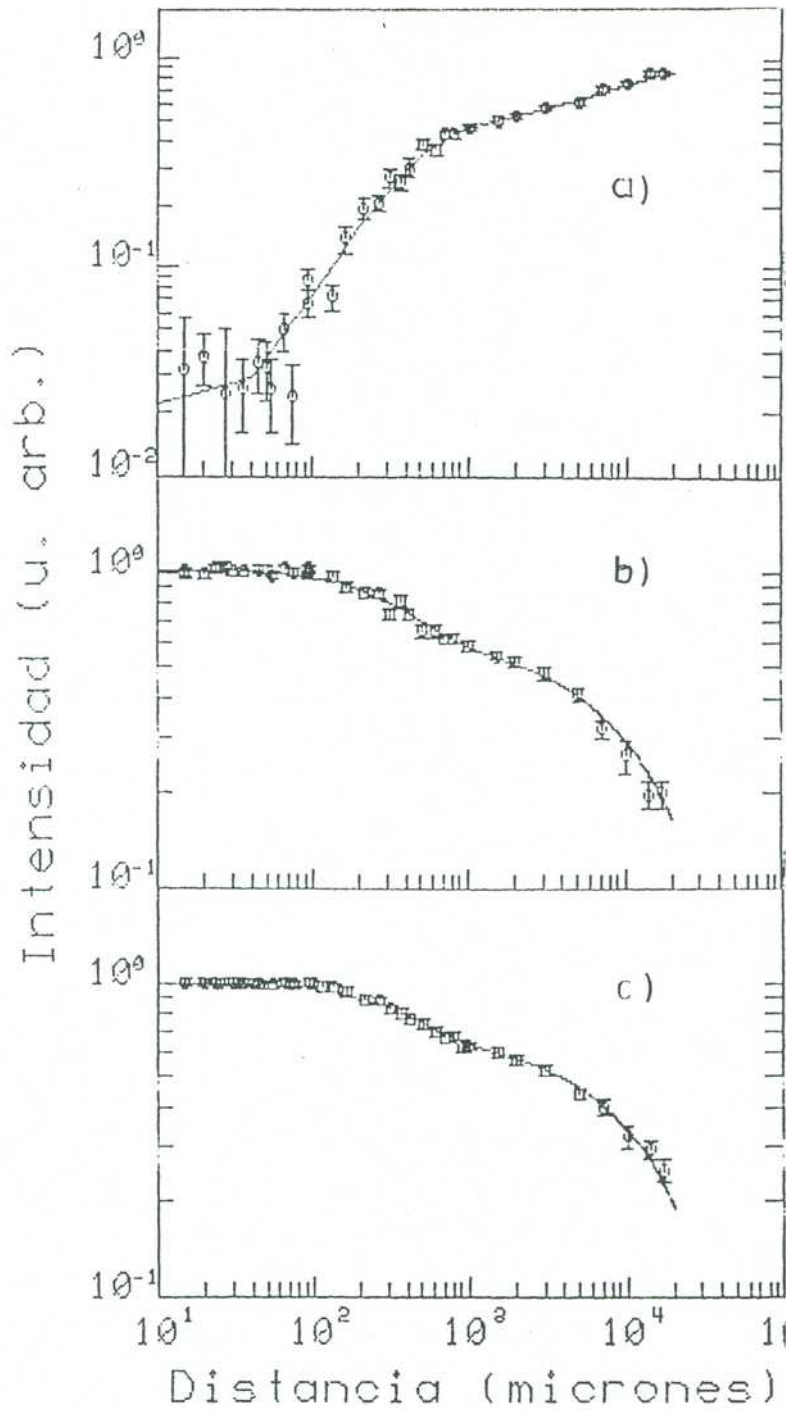 Intensidad (u. arb.)
10⁰
a)
10⁻¹
10⁻²
10⁰
b)
10⁻¹
10⁰
c)
10⁻¹
10¹ 10² 10³ 10⁴
Distancia (micrones)